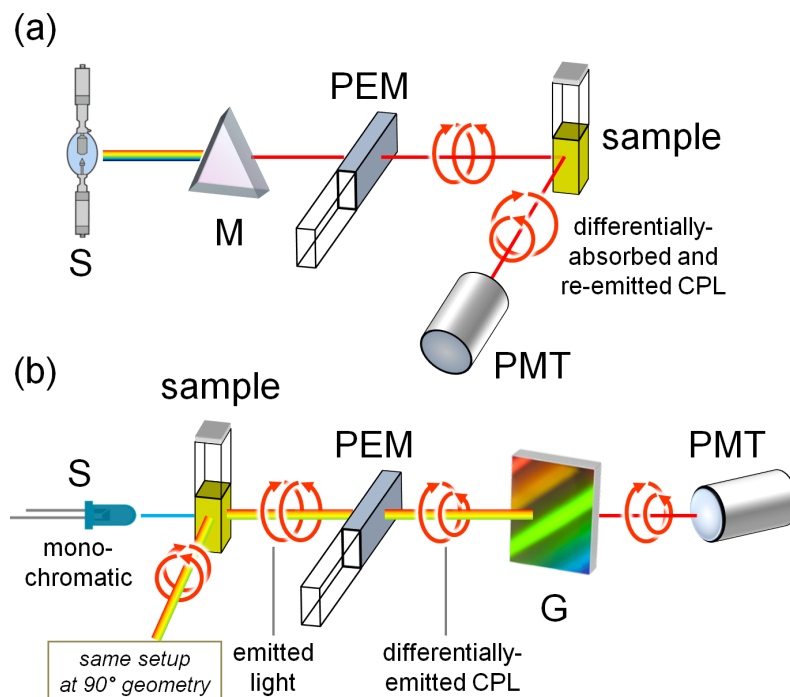 (a)
PEM
sample
S
M
differentially-
absorbed and
re-emitted CPL
PMT
(b)
sample
S
PEM
PMT
mono-
chromatic
G
same setup
at 90° geometry
emitted
light
differentially-
emitted CPL